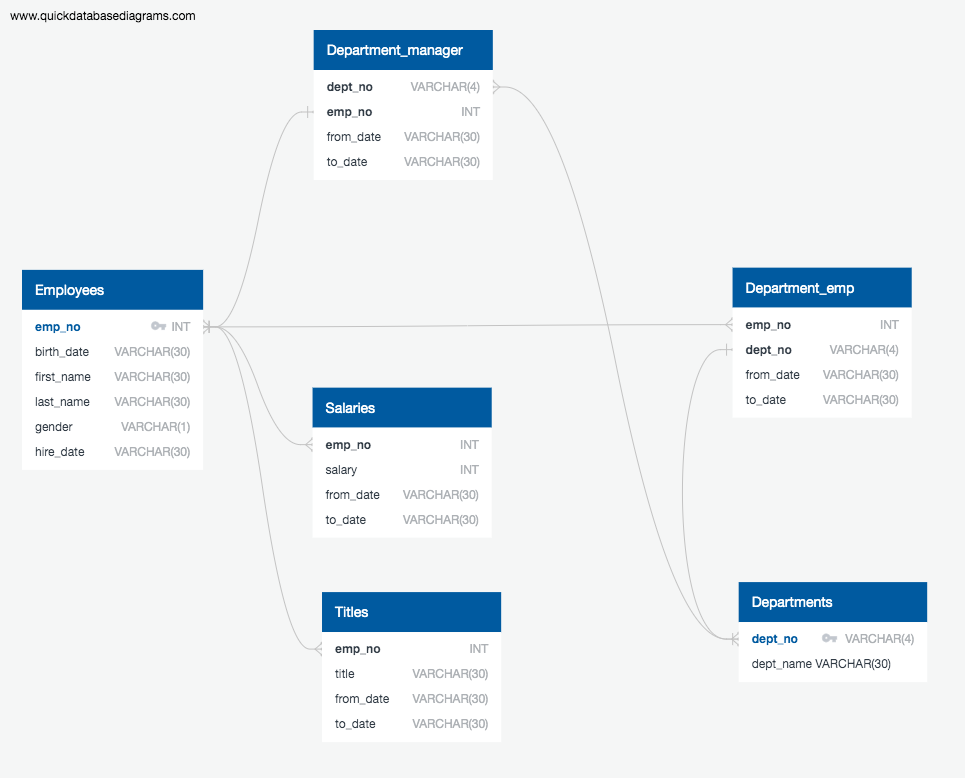 www.quickdatabasediagrams.com
Department_manager
dept_no VARCHAR(4)
emp_no INT
from_date VARCHAR(30)
to_date VARCHAR(30)
Employees
emp_no INT
birth_date VARCHAR(30)
first_name VARCHAR(30)
last_name VARCHAR(30)
gender VARCHAR(1)
hire_date VARCHAR(30)
Department_emp
emp_no INT
dept_no VARCHAR(4)
from_date VARCHAR(30)
to_date VARCHAR(30)
Salaries
emp_no INT
salary INT
from_date VARCHAR(30)
to_date VARCHAR(30)
Titles
emp_no INT
title VARCHAR(30)
from_date VARCHAR(30)
to_date VARCHAR(30)
Departments
dept_no VARCHAR(4)
dept_name VARCHAR(30)